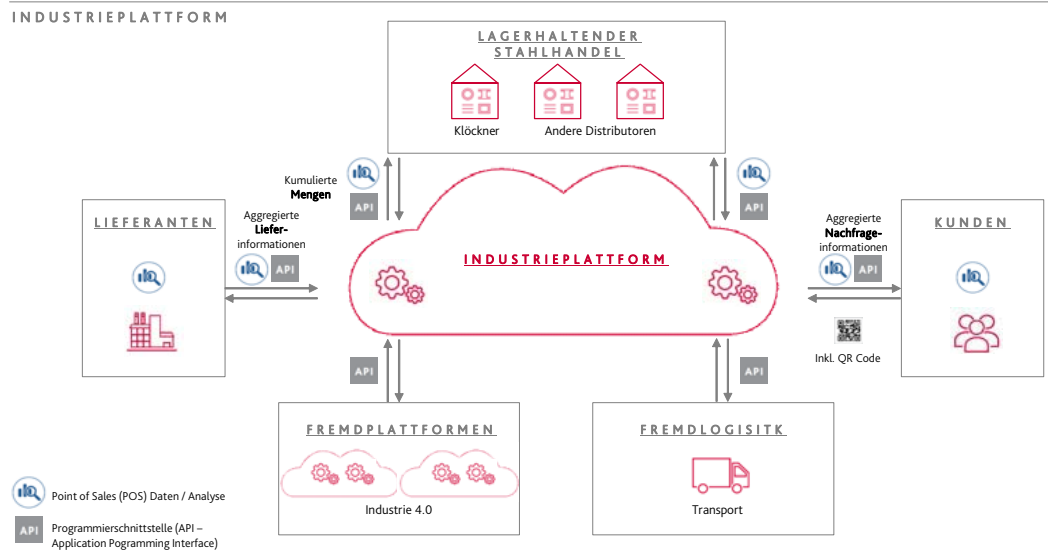 INDUSTRIEPLATTFORM
LAGERHALTENDER
STAHLHANDEL
Klöckner
Andere Distributoren
Kumulierte
Mengen
API
API
LIEFERANTEN
Aggregierte
Liefer-
informationen
API
INDUSTRIEPLATTFORM
Aggregierte
Nachfrage-
informationen
API
KUNDEN
Inkl. QR Code
API
API
FREMDPLATTFORMEN
Industrie 4.0
FREMDLOGISITK
Transport
Point of Sales (POS) Daten / Analyse
API
Programmierschnittstelle (API –
Application Pogramming Interface)